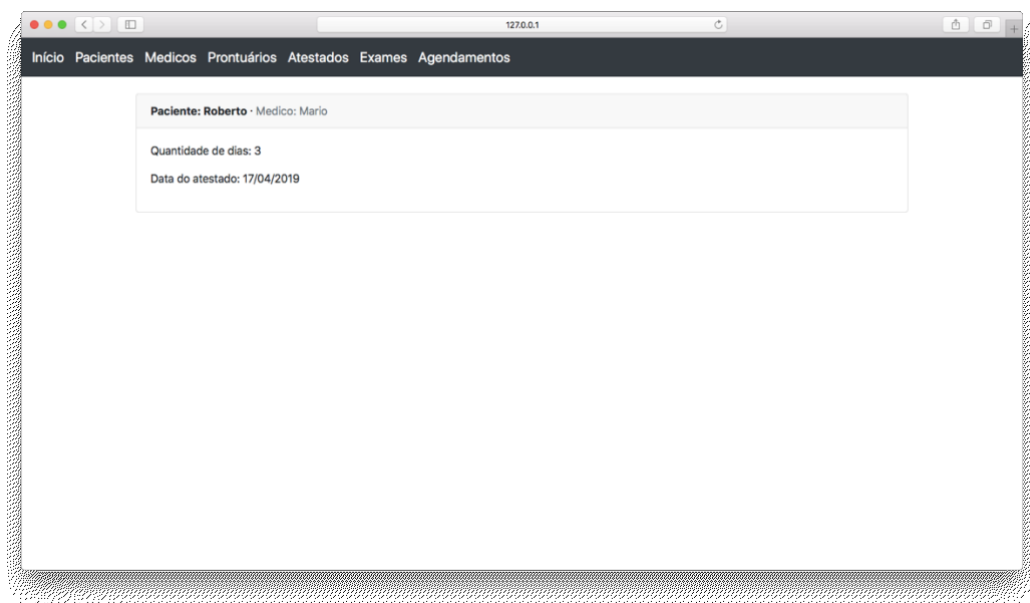 127.0.0.1
Início Pacientes Medicos Prontuários Atestados Exames Agendamentos
Paciente: Roberto · Medico: Mario
Quantidade de dias: 3
Data do atestado: 17/04/2019